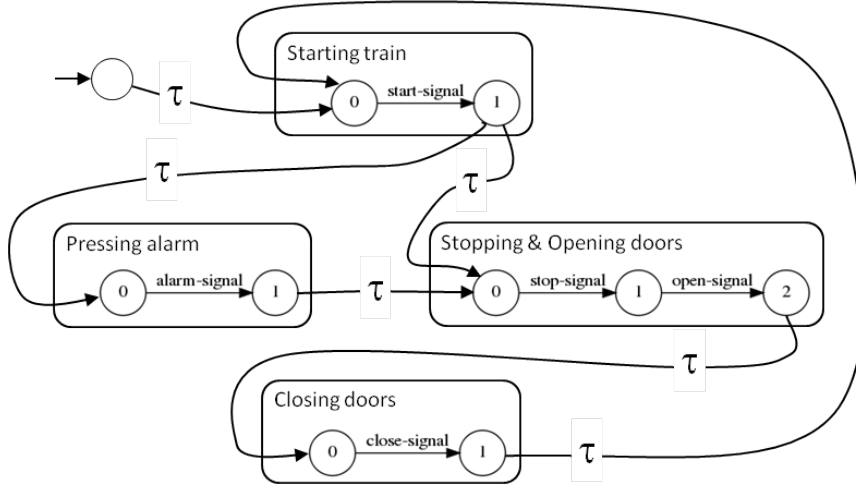 Starting train
τ
0 start-signal 1
τ
τ
Pressing alarm
0 alarm-signal 1
τ
Stopping & Opening doors
0 stop-signal 1 open-signal 2
τ
Closing doors
0 close-signal 1
τ